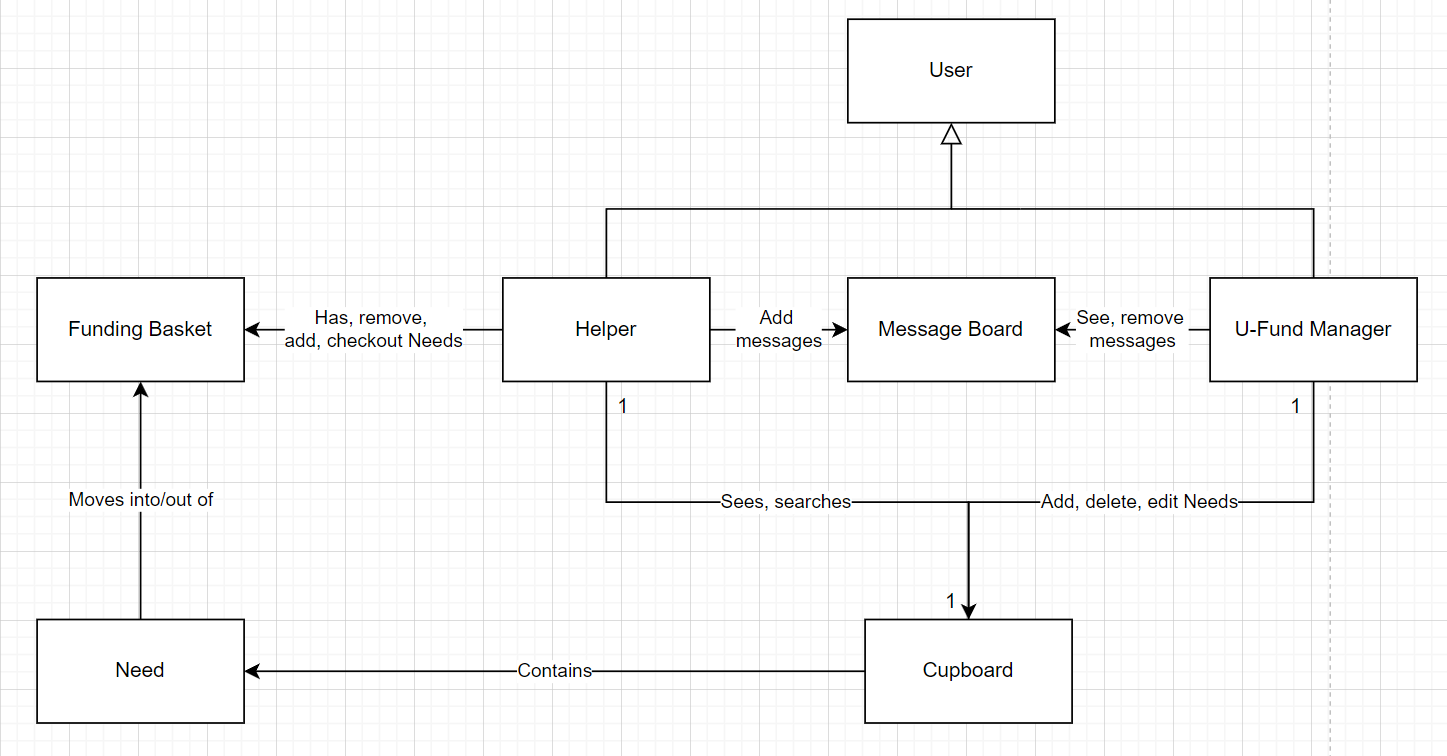 User
Funding Basket
Has, remove,
add, checkout Needs
Helper
Add
messages
Message Board
See, remove
messages
U-Fund Manager
1
1
Moves into/out of
Sees, searches
Add, delete, edit Needs
1
Need
Contains
Cupboard